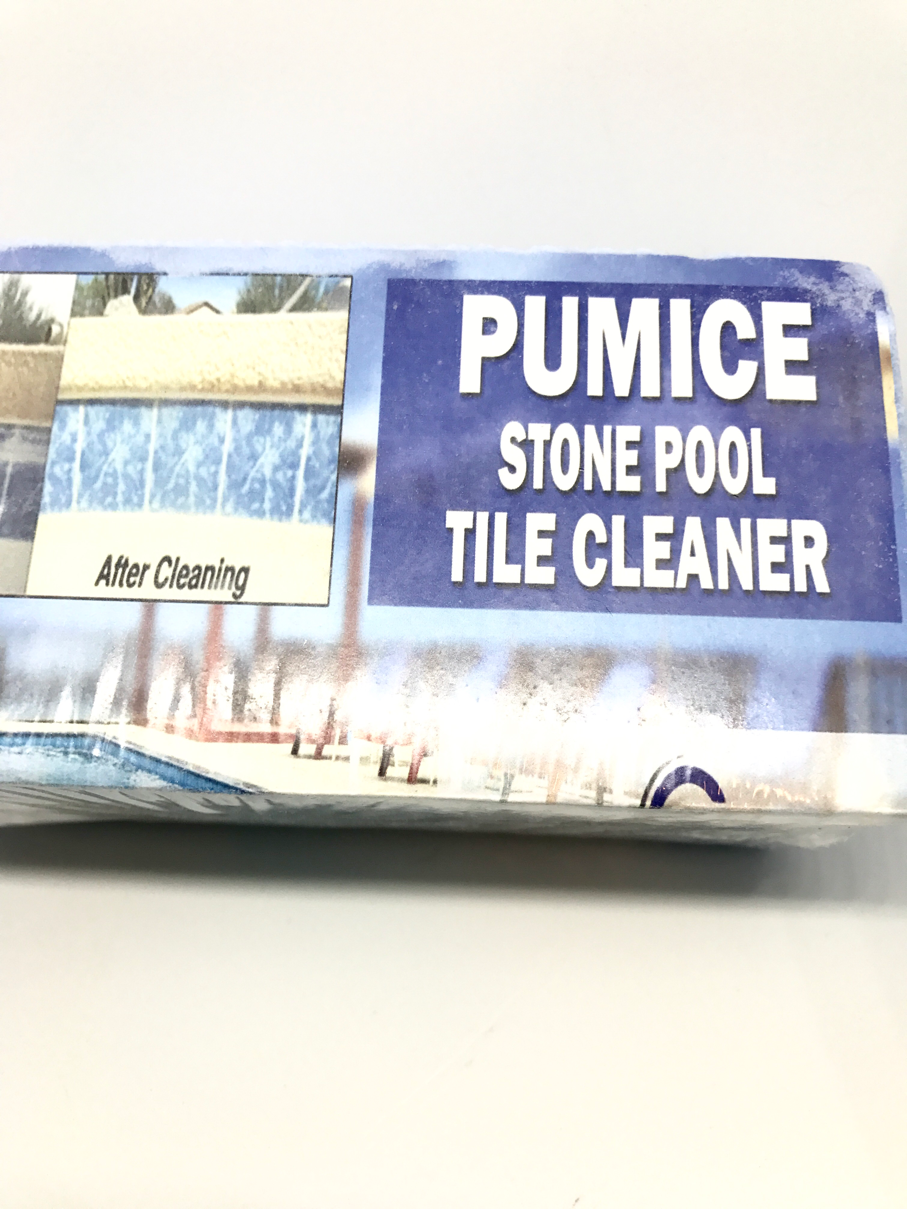 PUMICE
STONE POOL
TILE CLEANER
After Cleaning